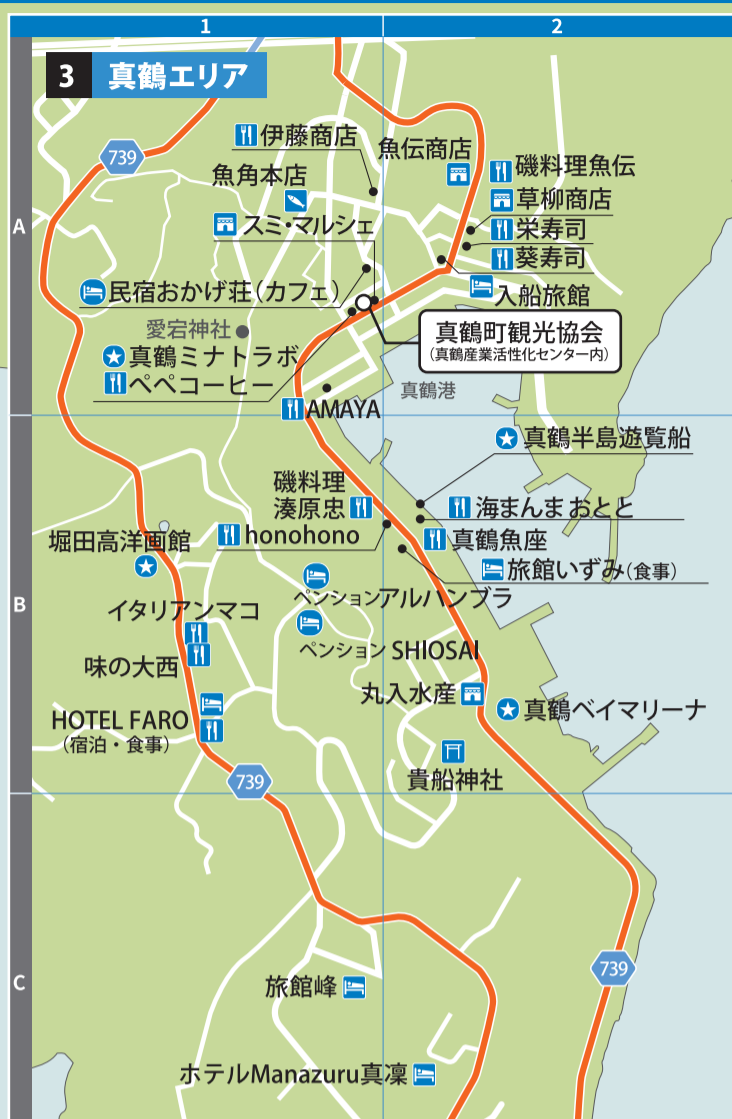 1
2
3 真鶴エリア
739
伊藤商店
魚伝商店
魚角本店
磯料理魚伝
草柳商店
A
スミ・マルシェ
栄寿司
葵寿司
民宿おかげ荘(カフェ)
入船旅館
愛宕神社
真鶴町観光協会
(真鶴産業活性化センター内)
真鶴ミナトラボ
ペペコーヒー
真鶴港
AMAYA
真鶴半島遊覧船
磯料理
湊原忠
海まんま おとと
honohono
真鶴魚座
堀田高洋画館
旅館いずみ(食事)
B
ペンションアルハンブラ
イタリアンマコ
ペンション SHIOSAI
味の大西
丸入水産
真鶴ベイマリーナ
HOTEL FARO
(宿泊・食事)
貴船神社
739
739
C
旅館峰
ホテルManazuru真凜